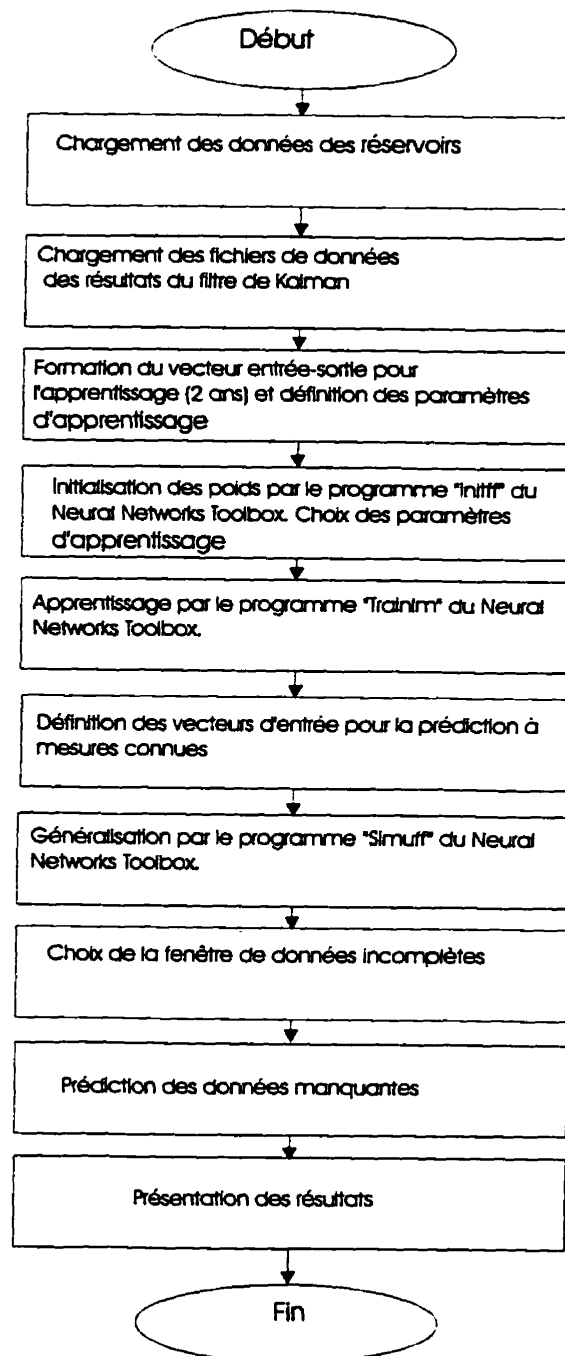 Début
Chargement des données des réservoirs
Chargement des fichiers de données
des résultats du filtre de Kalman
Formation du vecteur entrée-sortie pour
l'apprentissage (2 ans) et définition des paramètres
d'apprentissage
Initialisation des poids par le programme "Initff" du
Neural Networks Toolbox. Choix des paramètres
d'apprentissage
Apprentissage par le programme "Trainlm" du Neural
Networks Toolbox.
Définition des vecteurs d'entrée pour la prédiction à
mesures connues
Généralisation par le programme "Simuff" du Neural
Networks Toolbox.
Choix de la fenêtre de données incomplètes
Prédiction des données manquantes
Présentation des résultats
Fin